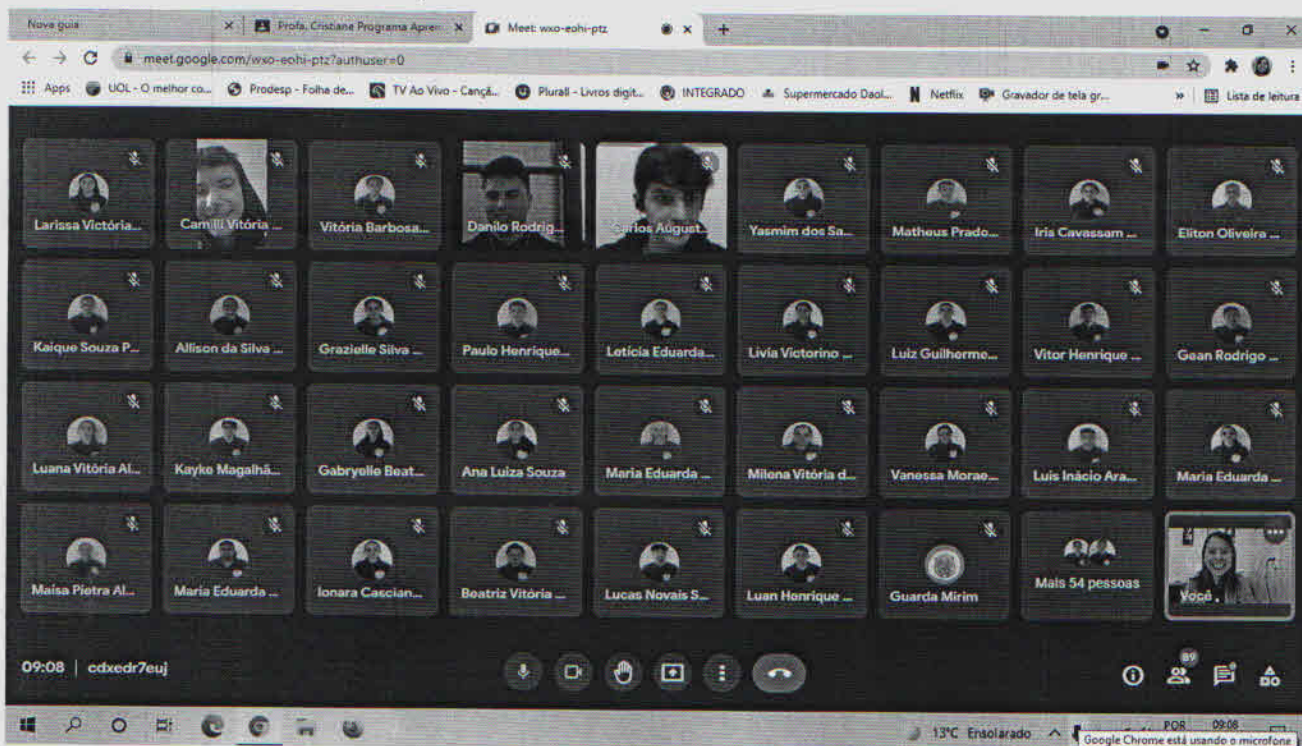 Nova guia
Profa. Cristiane Programa Apren
Meet: wxo-eohi-ptz
meet.google.com/wxo-eohi-ptz?authuser=0
Apps
UOL - O melhor co...
Prodesp - Folha de...
TV Ao Vivo - Cançã...
Plurall - Livros digit...
INTEGRADO
Supermercado Daol...
Netflix
Gravador de tela gr...
»
Lista de leitura
Larissa Victória...
Camilli Vitória ...
Vitória Barbosa...
Danilo Rodrig...
Carlos August...
Yasmim dos Sa...
Matheus Prado...
Iris Cavassam ...
Eliton Oliveira ...
Kaique Souza P...
Allison da Silva ...
Grazielle Silva ...
Paulo Henrique...
Letícia Eduarda...
Livia Victorino ...
Luiz Guilherme...
Vitor Henrique ...
Gean Rodrigo ...
Luana Vitória Al...
Kayke Magalhã...
Gabryelle Beat...
Ana Luiza Souza
Maria Eduarda ...
Milena Vitória d...
Vanessa Morae...
Luis Inácio Ara...
Maria Eduarda ...
Maisa Pietra Al...
Maria Eduarda ...
Ionara Cascian...
Beatriz Vitória ...
Lucas Novais S...
Luan Henrique ...
Guarda Mirim
Mais 54 pessoas
Você
09:08 | cdxedr7euj
89
13°C Ensolarado
POR
09:08
Google Chrome está usando o microfone